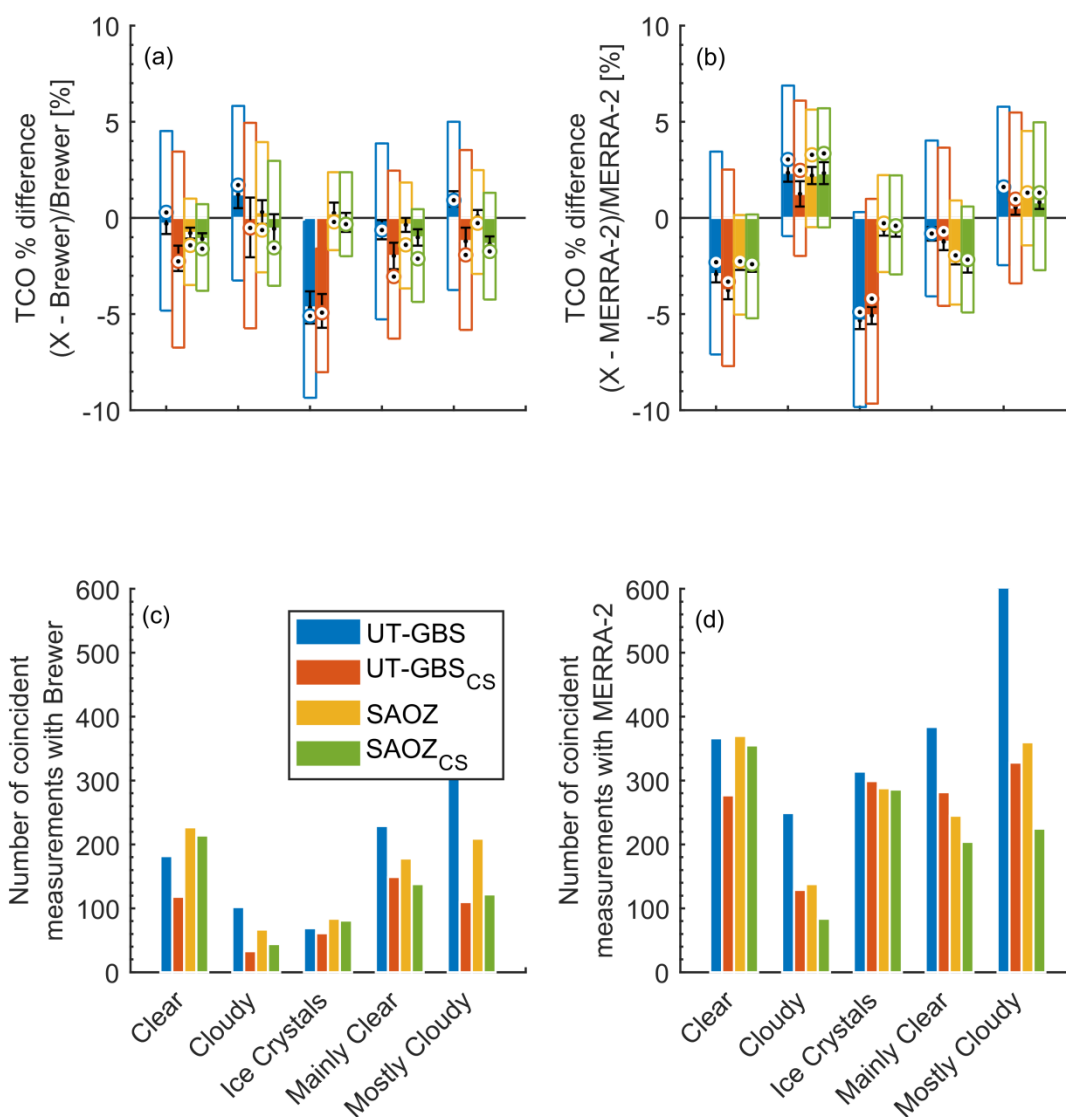 (a)
TCO % difference
(X - Brewer)/Brewer [%]
10
5
0
-5
-10
(b)
TCO % difference
(X - MERRA-2)/MERRA-2 [%]
10
5
0
-5
-10
(c)
Number of coincident
measurements with Brewer
600
500
400
300
200
100
0
UT-GBS
UT-GBS_CS
SAOZ
SAOZ_CS
Clear
Cloudy
Ice Crystals
Mainly Clear
Mostly Cloudy
(d)
Number of coincident
measurements with MERRA-2
600
500
400
300
200
100
0
Clear
Cloudy
Ice Crystals
Mainly Clear
Mostly Cloudy